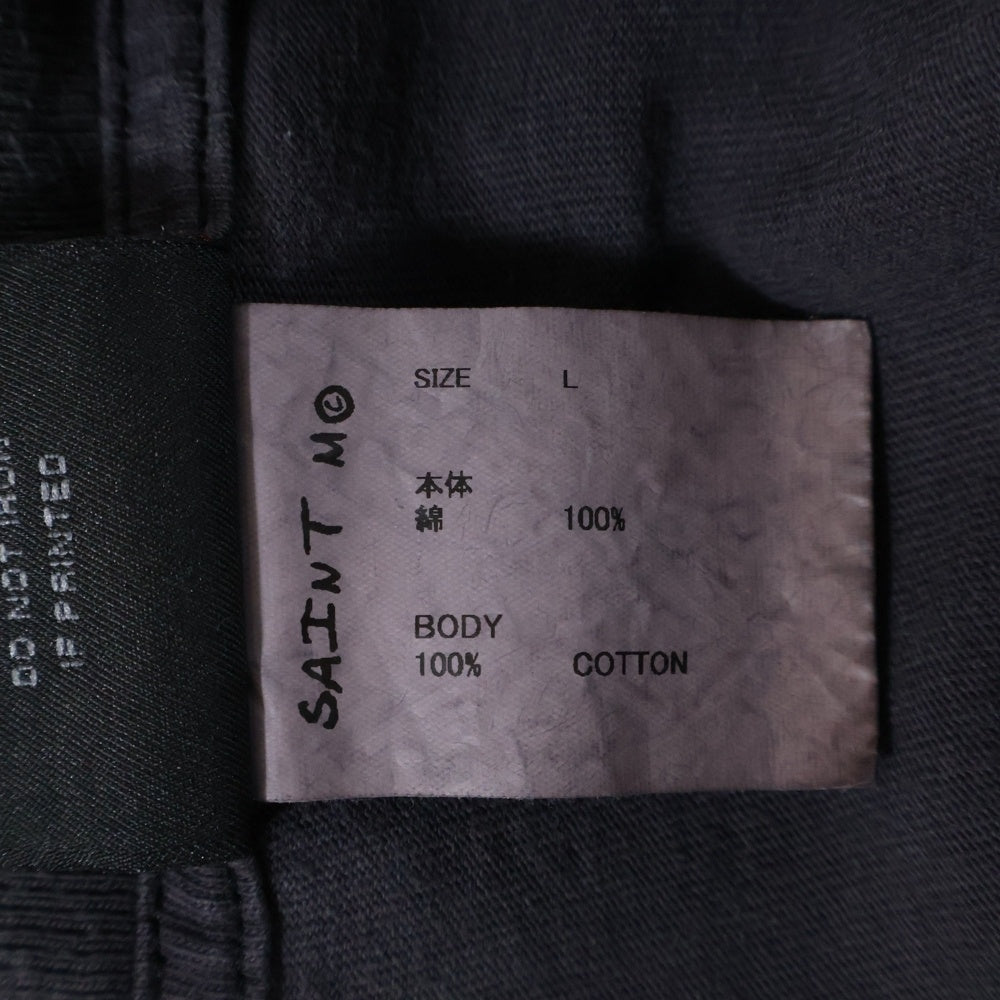 DO NOT IRON
IF PRINTED
SAINT M©
SIZE L
本体
綿 100%
BODY
100% COTTON